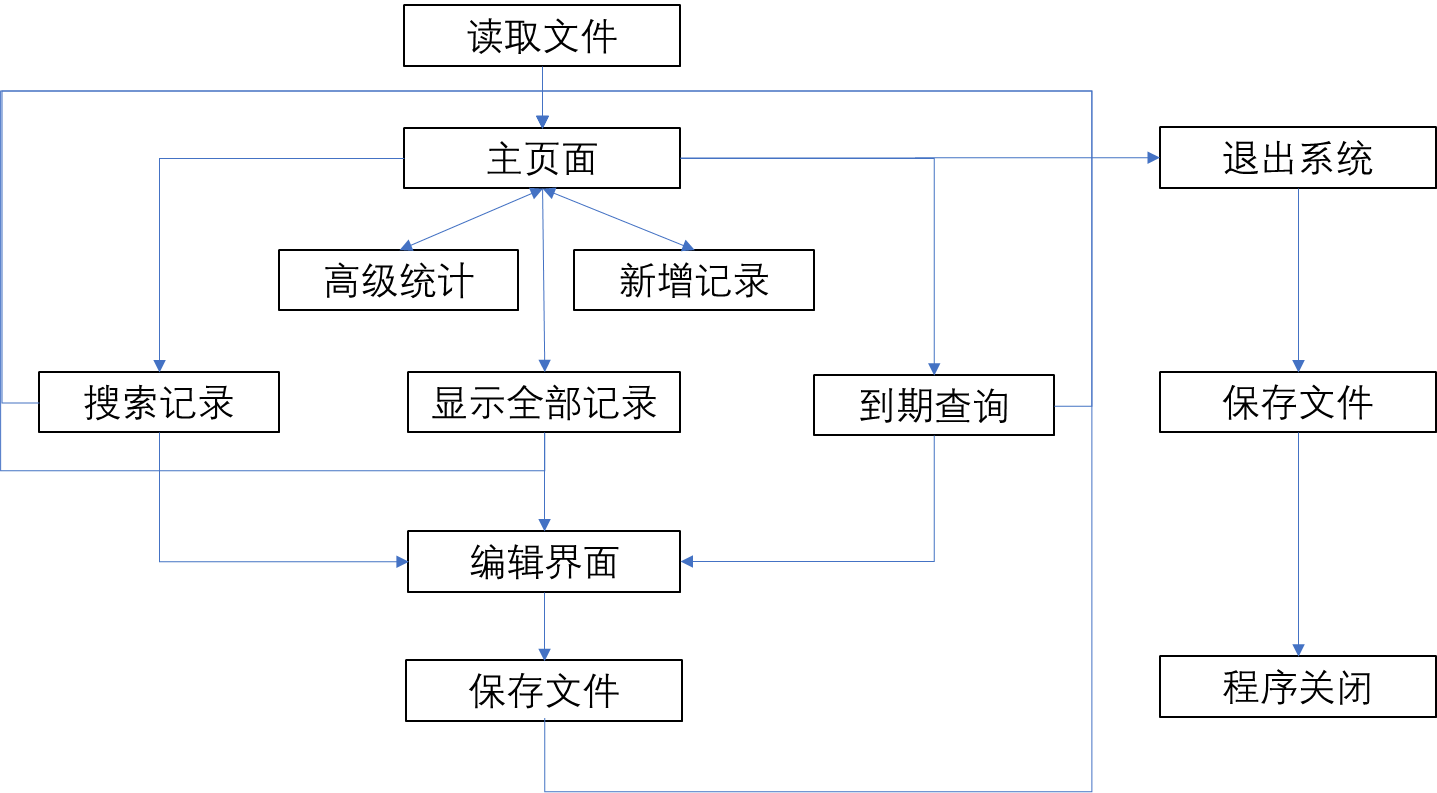 读取文件
主页面
退出系统
高级统计
新增记录
搜索记录
显示全部记录
到期查询
保存文件
编辑界面
保存文件
程序关闭